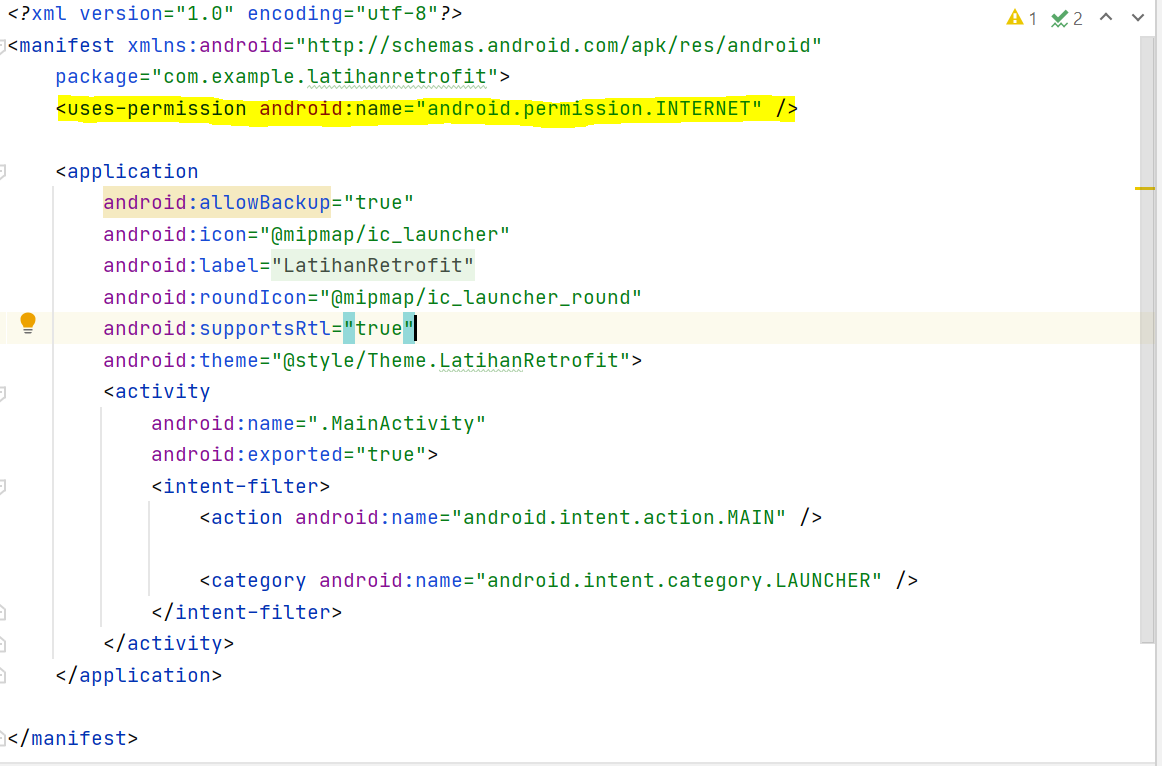 <?xml version="1.0" encoding="utf-8"?>
1 2
<manifest xmlns:android="http://schemas.android.com/apk/res/android"
    package="com.example.latihanretrofit">
    <uses-permission android:name="android.permission.INTERNET" />
    <application
        android:allowBackup="true"
        android:icon="@mipmap/ic_launcher"
        android:label="LatihanRetrofit"
        android:roundIcon="@mipmap/ic_launcher_round"
        android:supportsRtl="true"
        android:theme="@style/Theme.LatihanRetrofit">
        <activity
            android:name=".MainActivity"
            android:exported="true">
            <intent-filter>
                <action android:name="android.intent.action.MAIN" />
                <category android:name="android.intent.category.LAUNCHER" />
            </intent-filter>
        </activity>
    </application>
</manifest>